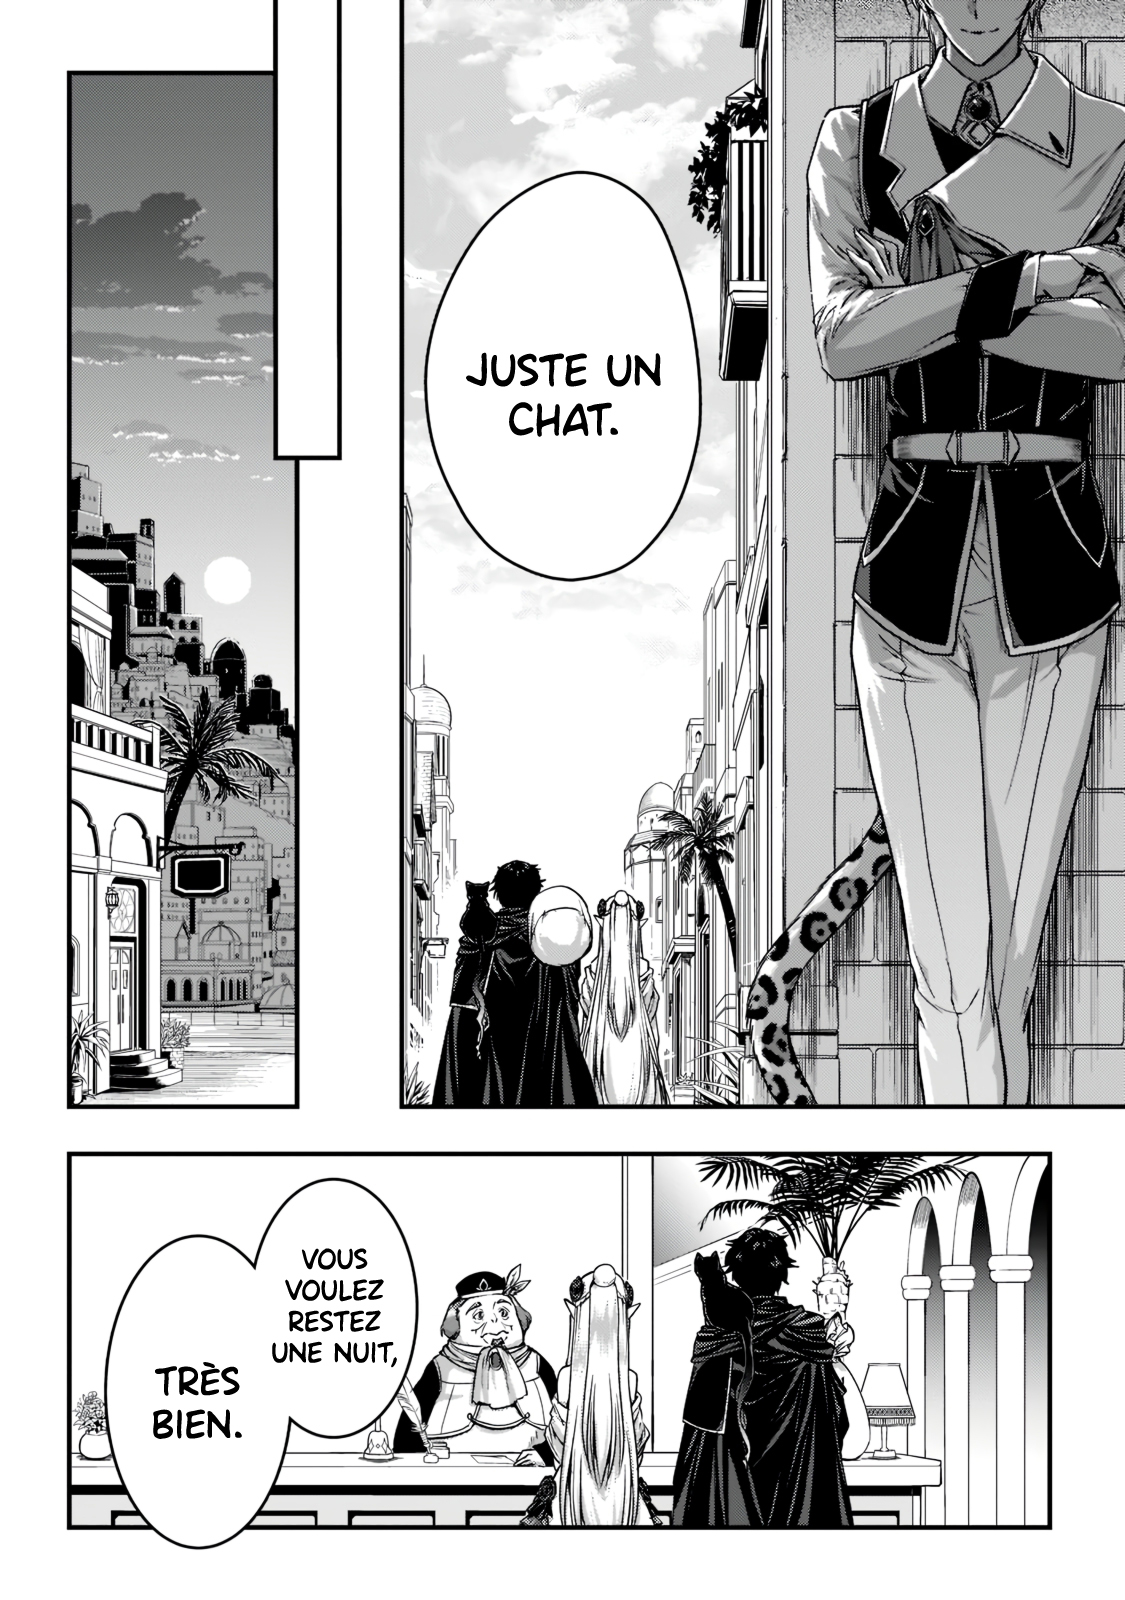 JUSTE UN
CHAT.
VOUS
VOULEZ
RESTEZ
UNE NUIT,
TRÈS
BIEN.